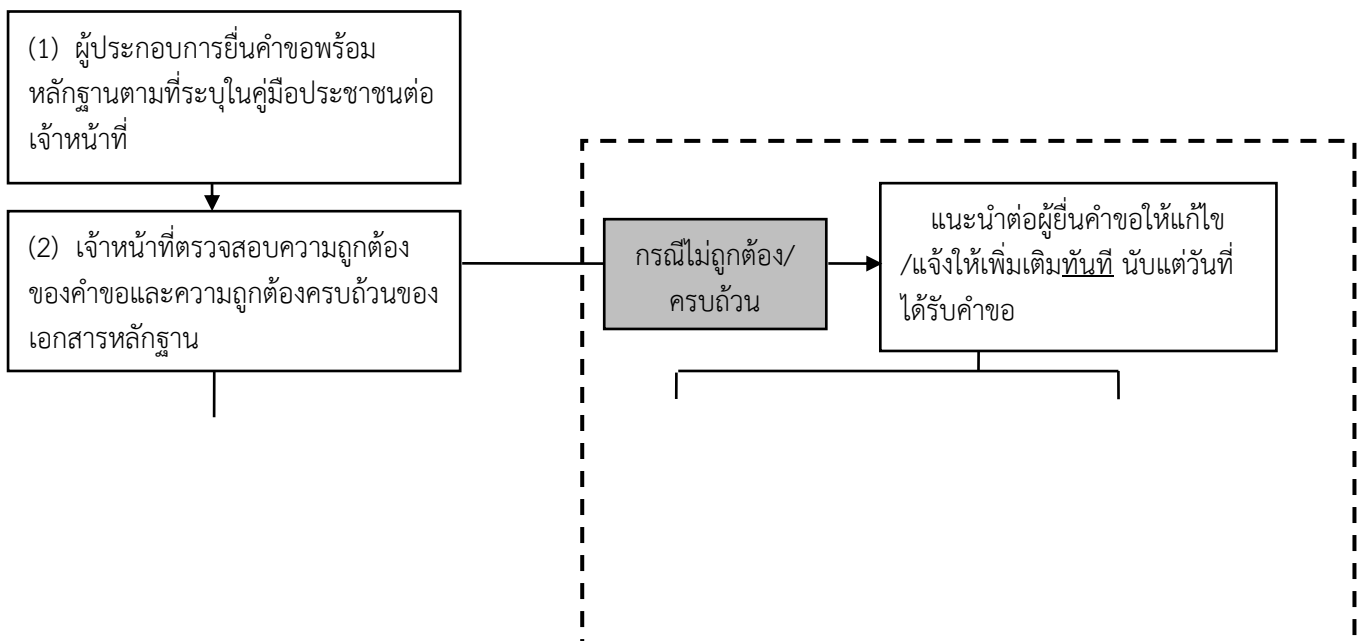 (1) ผู้ประกอบการยื่นคำขอพร้อม
หลักฐานตามที่ระบุในคู่มือประชาชนต่อ
เจ้าหน้าที่
(2) เจ้าหน้าที่ตรวจสอบความถูกต้อง
ของคำขอและความถูกต้องครบถ้วนของ
เอกสารหลักฐาน
กรณีไม่ถูกต้อง/
ครบถ้วน
แนะนำต่อผู้ยื่นคำขอให้แก้ไข
/แจ้งให้เพิ่มเติมทันที นับแต่วันที่
ได้รับคำขอ